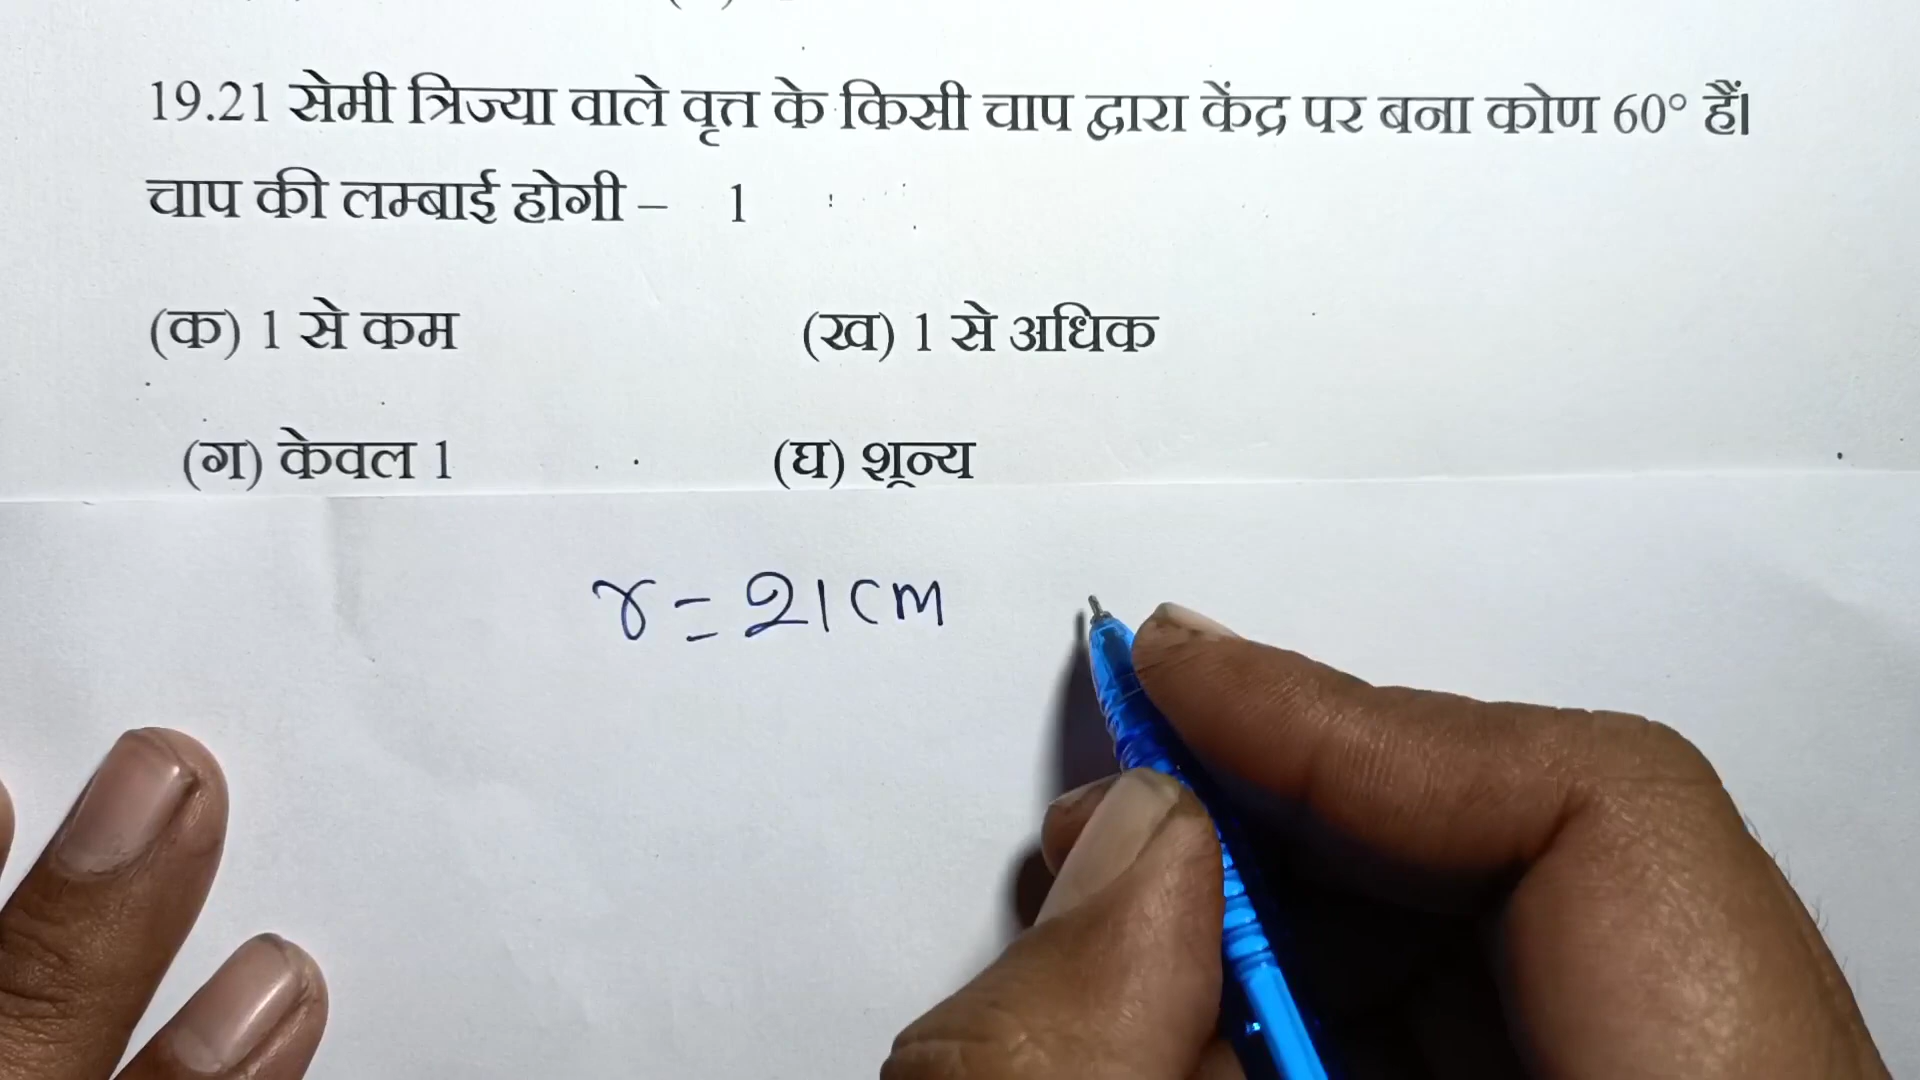 19.21 सेमी त्रिज्या वाले वृत्त के किसी चाप द्वारा केंद्र पर बना कोण 60° हैं।
चाप की लम्बाई होगी – 1
(क) 1 से कम (ख) 1 से अधिक
(ग) केवल 1 (घ) शून्य
r = 21 cm